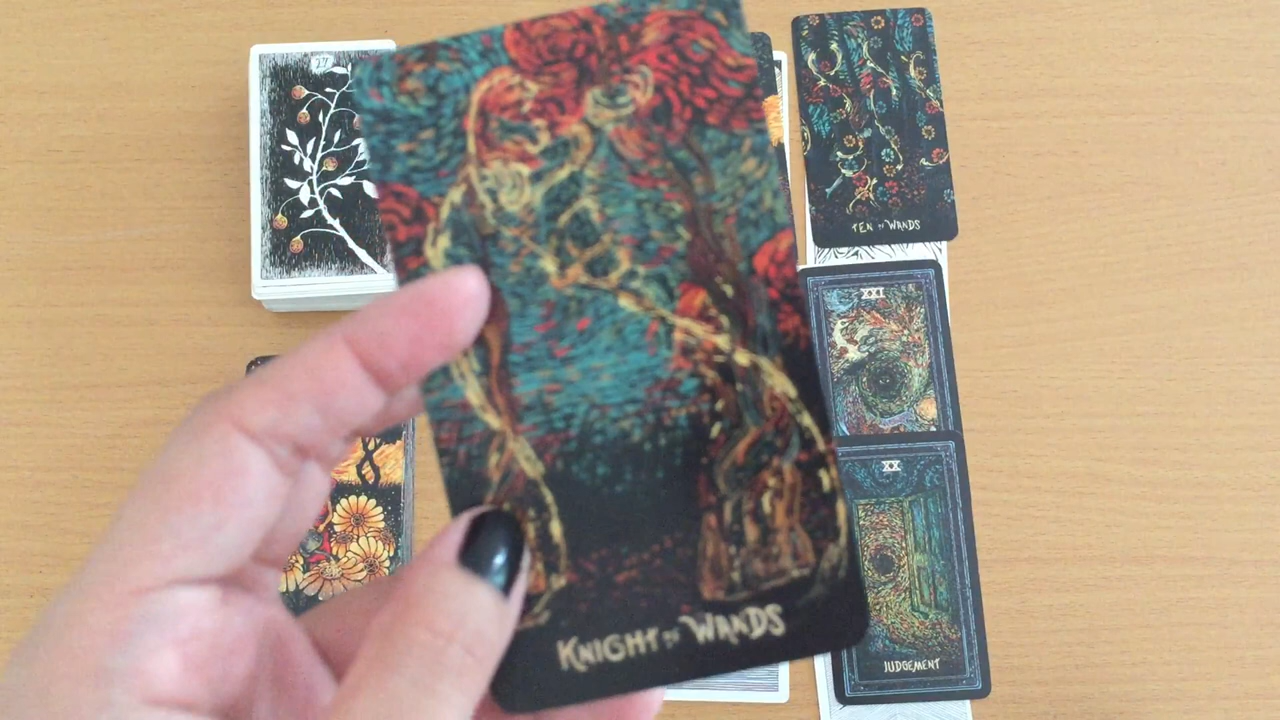 27
TEN OF WANDS
XXI
XX
JUDGEMENT
KNIGHT OF WANDS